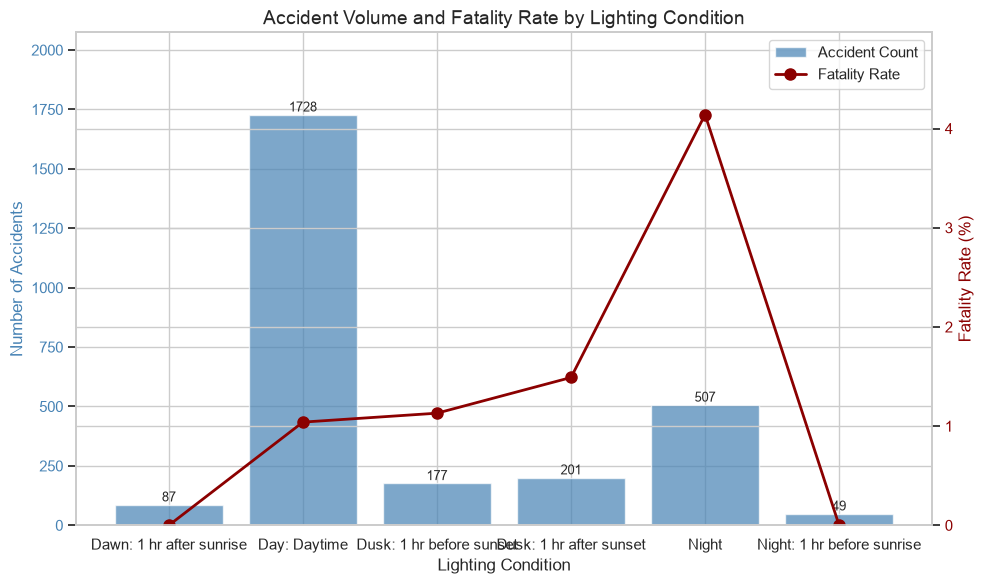 Accident Volume and Fatality Rate by Lighting Condition
Accident Count
Fatality Rate
Number of Accidents
2000
1750
1500
1250
1000
750
500
250
0
87
1728
177
201
507
49
4
3
2
1
0
Fatality Rate (%)
Dawn: 1 hr after sunrise
Day: Daytime
Dusk: 1 hr before sunset
Dusk: 1 hr after sunset
Night
Night: 1 hr before sunrise
Lighting Condition